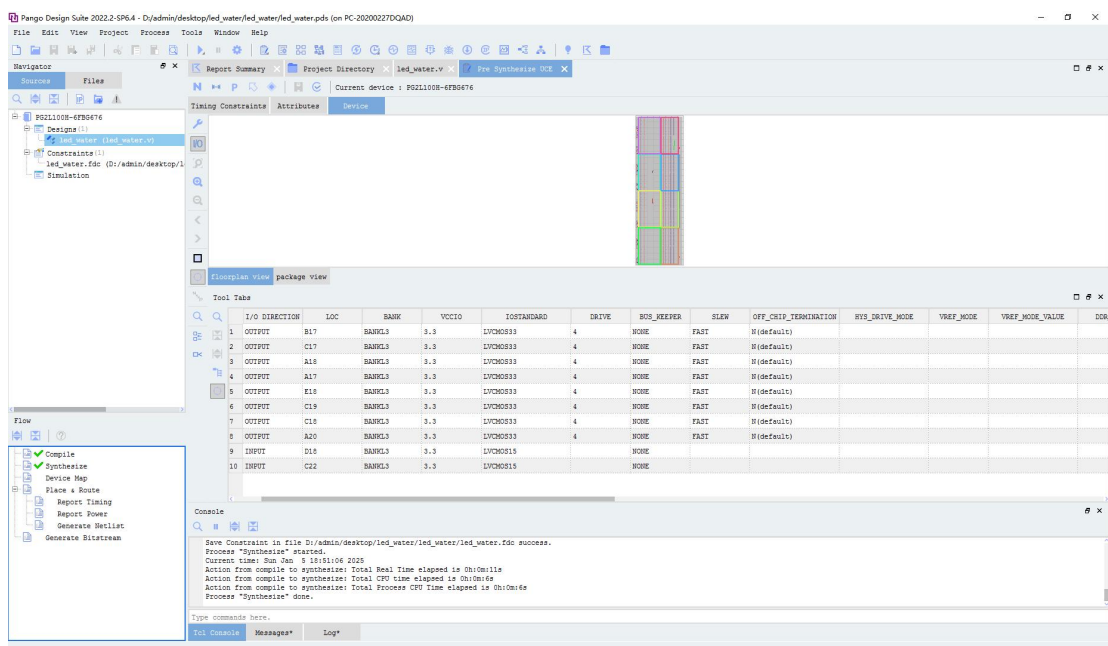 Pango Design Suite 2022.2-SP6.4 - D:/admin/desktop/led_water/led_water/led_water.pds (on PC-20200227DQAD)
File Edit View Project Process Tools Window Help
Navigator
Sources Files
PG2L100H-6FBG676
Designs(1)
led_water (led_water.v)
Constraints(1)
led_water.fdc (D:/admin/desktop/l
Simulation
Flow
Compile
Synthesize
Device Map
Place & Route
Report Timing
Report Power
Generate Netlist
Generate Bitstream
Report Summary Project Directory led_water.v Pre Synthesize UCE
N P Current device : PG2L100H-6FBG676
Timing Constraints Attributes Device
I/O
floorplan view package view
Tool Tabs
I/O DIRECTION LOC BANK VCCIO IOSTANDARD DRIVE BUS_KEEPER SLEW OFF_CHIP_TERMINATION HYS_DRIVE_MODE VREF_MODE VREF_MODE_VALUE DDR
1 OUTPUT B17 BANKL3 3.3 LVCMOS33 4 NONE FAST N(default)
2 OUTPUT C17 BANKL3 3.3 LVCMOS33 4 NONE FAST N(default)
3 OUTPUT A18 BANKL3 3.3 LVCMOS33 4 NONE FAST N(default)
4 OUTPUT A17 BANKL3 3.3 LVCMOS33 4 NONE FAST N(default)
5 OUTPUT E18 BANKL3 3.3 LVCMOS33 4 NONE FAST N(default)
6 OUTPUT C19 BANKL3 3.3 LVCMOS33 4 NONE FAST N(default)
7 OUTPUT C18 BANKL3 3.3 LVCMOS33 4 NONE FAST N(default)
8 OUTPUT A20 BANKL3 3.3 LVCMOS33 4 NONE FAST N(default)
9 INPUT D18 BANKL3 3.3 LVCMOS15 NONE
10 INPUT C22 BANKL3 3.3 LVCMOS15 NONE
Console
Save Constraint in file D:/admin/desktop/led_water/led_water/led_water.fdc success.
Process "Synthesize" started.
Current time: Sun Jan 5 18:51:06 2025
Action from compile to synthesize: Total Real Time elapsed is 0h:0m:11s
Action from compile to synthesize: Total CPU time elapsed is 0h:0m:6s
Action from compile to synthesize: Total Process CPU Time elapsed is 0h:0m:6s
Process "Synthesize" done.
Type commands here.
Tcl Console Messages* Log*